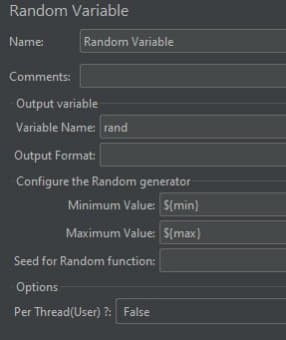 Random Variable
Name: Random Variable
Comments:
Output variable
Variable Name: rand
Output Format:
Configure the Random generator
Minimum Value: ${min}
Maximum Value: ${max}
Seed for Random function:
Options
Per Thread(User) ?: False